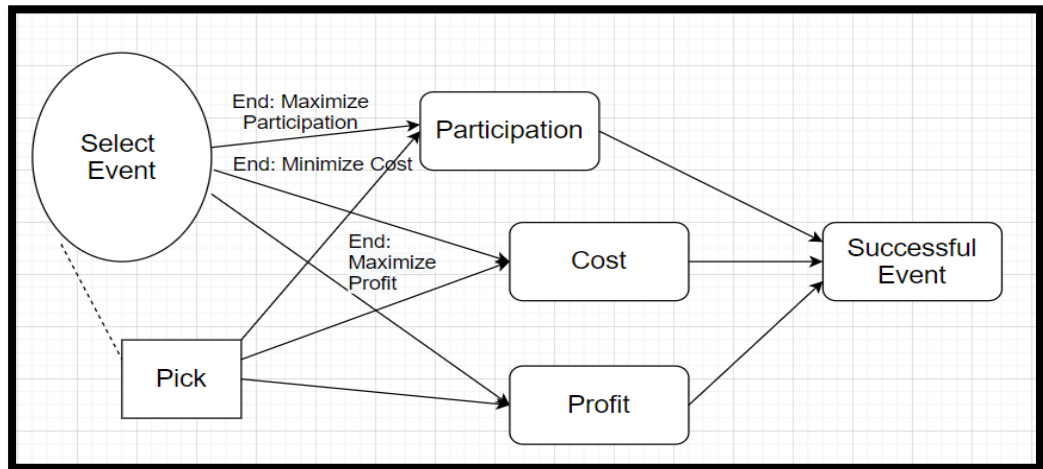 Select
Event
End: Maximize
Participation
End: Minimize Cost
End:
Maximize
Profit
Participation
Cost
Profit
Successful
Event
Pick